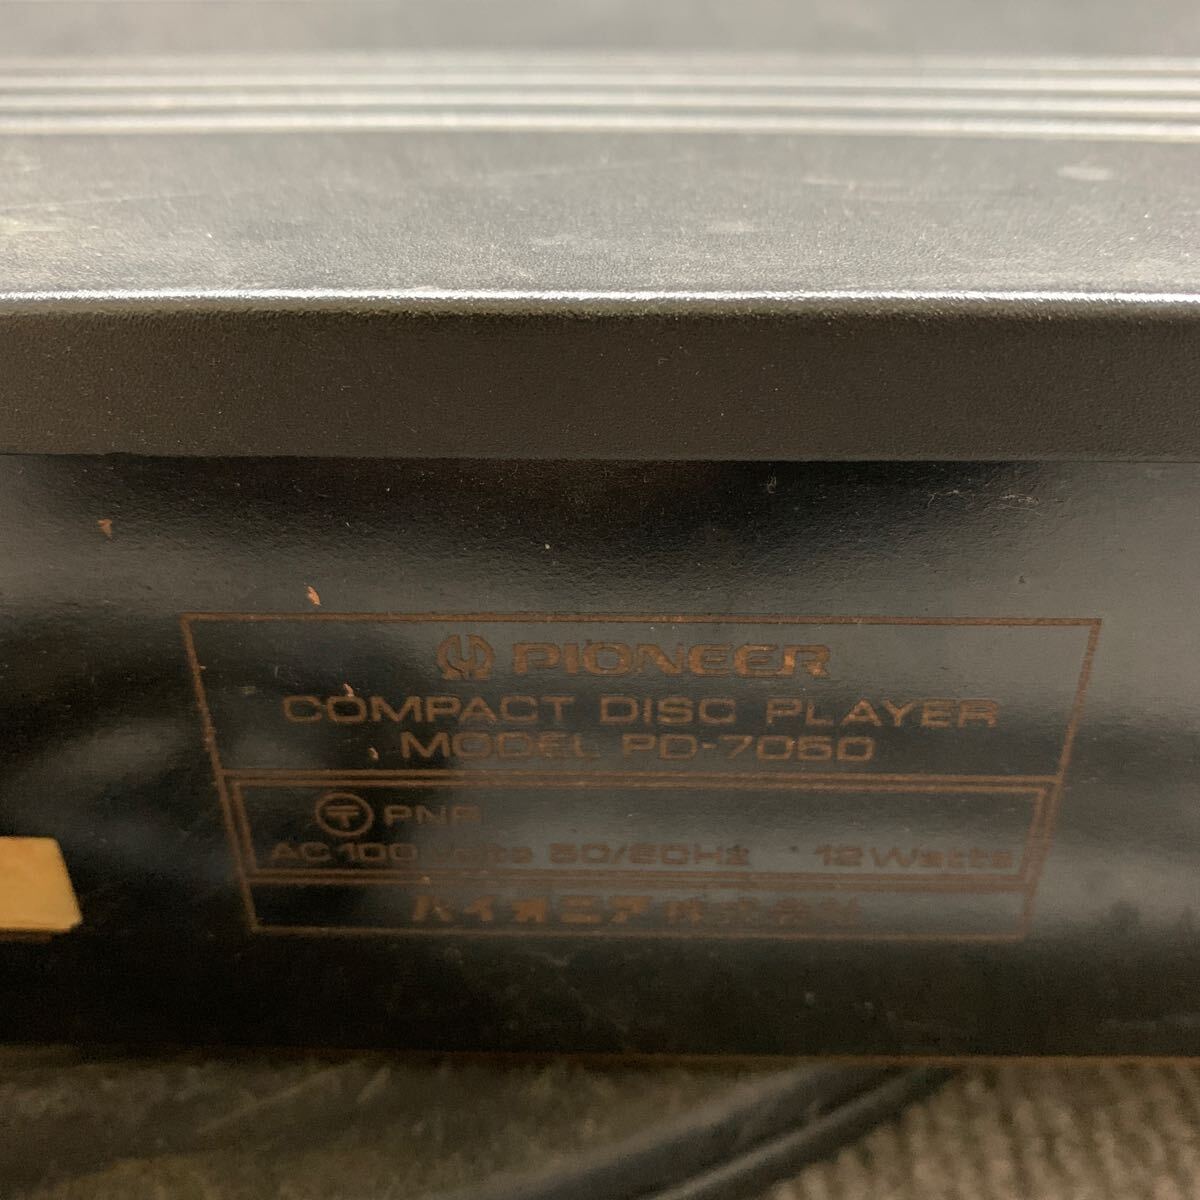 PIONEER
COMPACT DISC PLAYER
MODEL PD-7050
〒 PNR
AC 100 Volts 50/60Hz 12 Watts
パイオニア株式会社